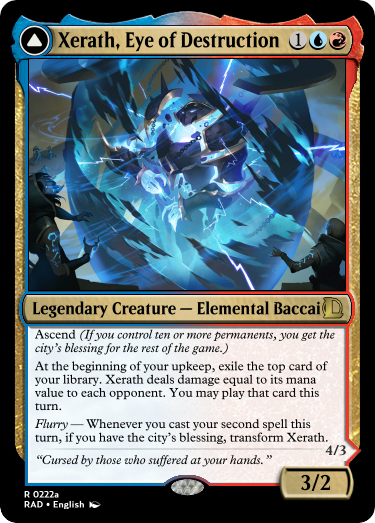 Xerath, Eye of Destruction 1
Legendary Creature — Elemental Baccai
Ascend (If you control ten or more permanents, you get the
city's blessing for the rest of the game.)
At the beginning of your upkeep, exile the top card of
your library. Xerath deals damage equal to its mana
value to each opponent. You may play that card this
turn.
Flurry — Whenever you cast your second spell this
turn, if you have the city's blessing, transform Xerath.
4/3
"Cursed by those who suffered at your hands."
3/2
R 0222a
RAD • English